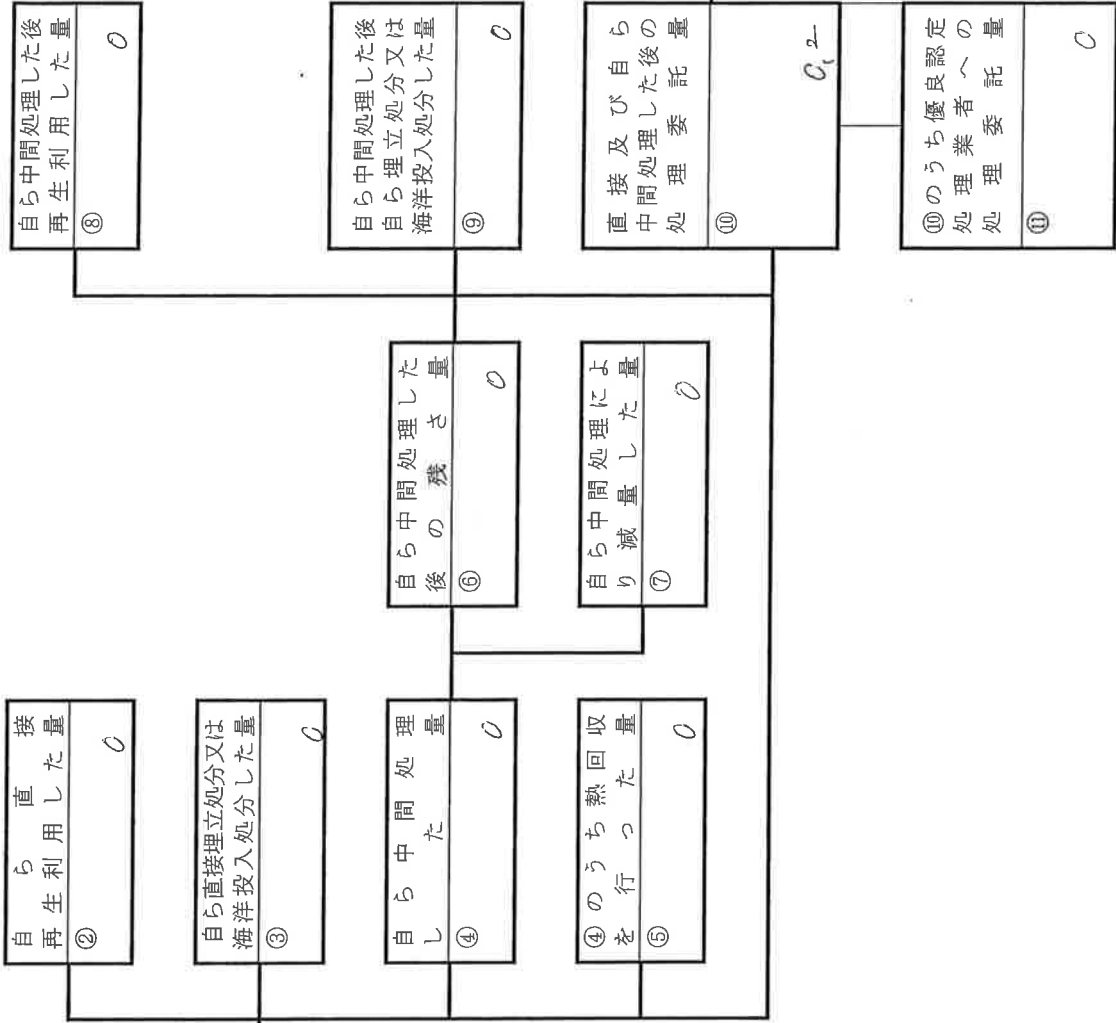 自ら直接
再生利用した量
② 0
自ら直接埋立処分又は
海洋投入処分した量
③ 0
自ら中間処理
した量
④ 0
④のうち熱回収
を行った量
⑤ 0
自ら中間処理した
後の残さ量
⑥ 0
自ら中間処理によ
り減量した量
⑦ 0
自ら中間処理した後
再生利用した量
⑧ 0
自ら中間処理した後
自ら埋立処分又は
海洋投入処分した量
⑨ 0
直接及び自ら
中間処理した後の
処理委託量
⑩ 0.2
⑩のうち優良認定
処理業者への
処理委託量
⑪ 0